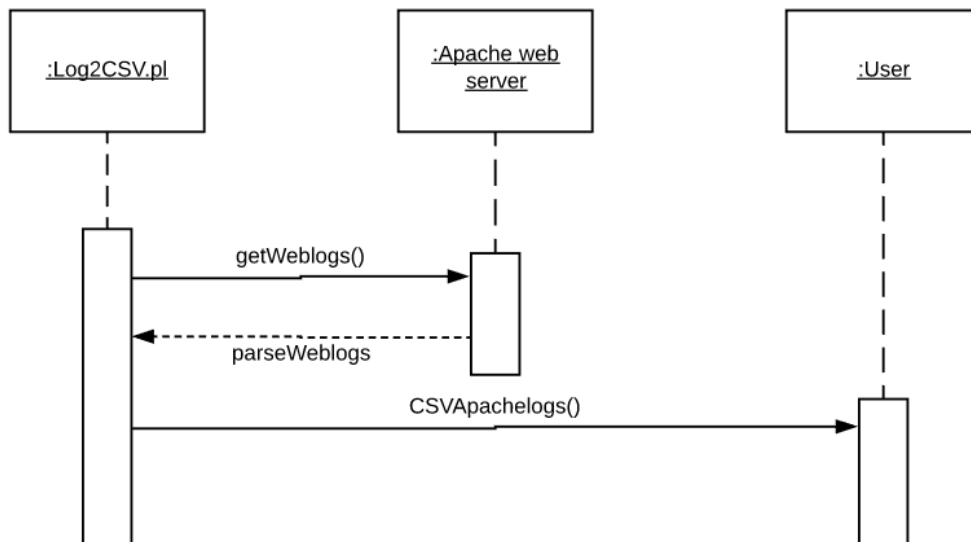 :Log2CSV.pl
:Apache web
server
:User
getWeblogs()
parseWeblogs
CSVApachelogs()